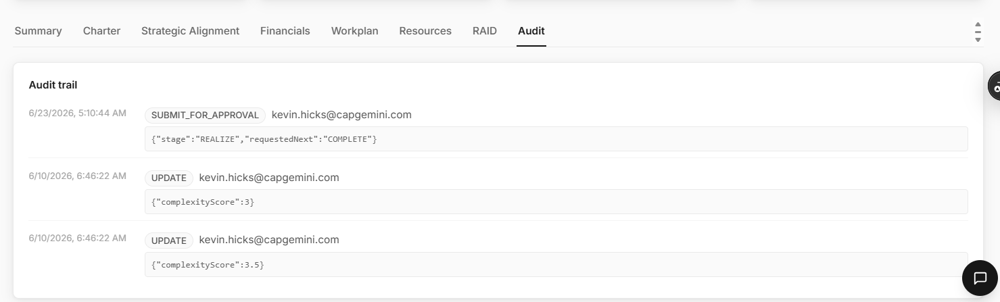 Summary Charter Strategic Alignment Financials Workplan Resources RAID Audit
Audit trail
6/23/2026, 5:10:44 AM SUBMIT_FOR_APPROVAL kevin.hicks@capgemini.com
{"stage":"REALIZE","requestedNext":"COMPLETE"}
6/10/2026, 6:46:22 AM UPDATE kevin.hicks@capgemini.com
{"complexityScore":3}
6/10/2026, 6:46:22 AM UPDATE kevin.hicks@capgemini.com
{"complexityScore":3.5}